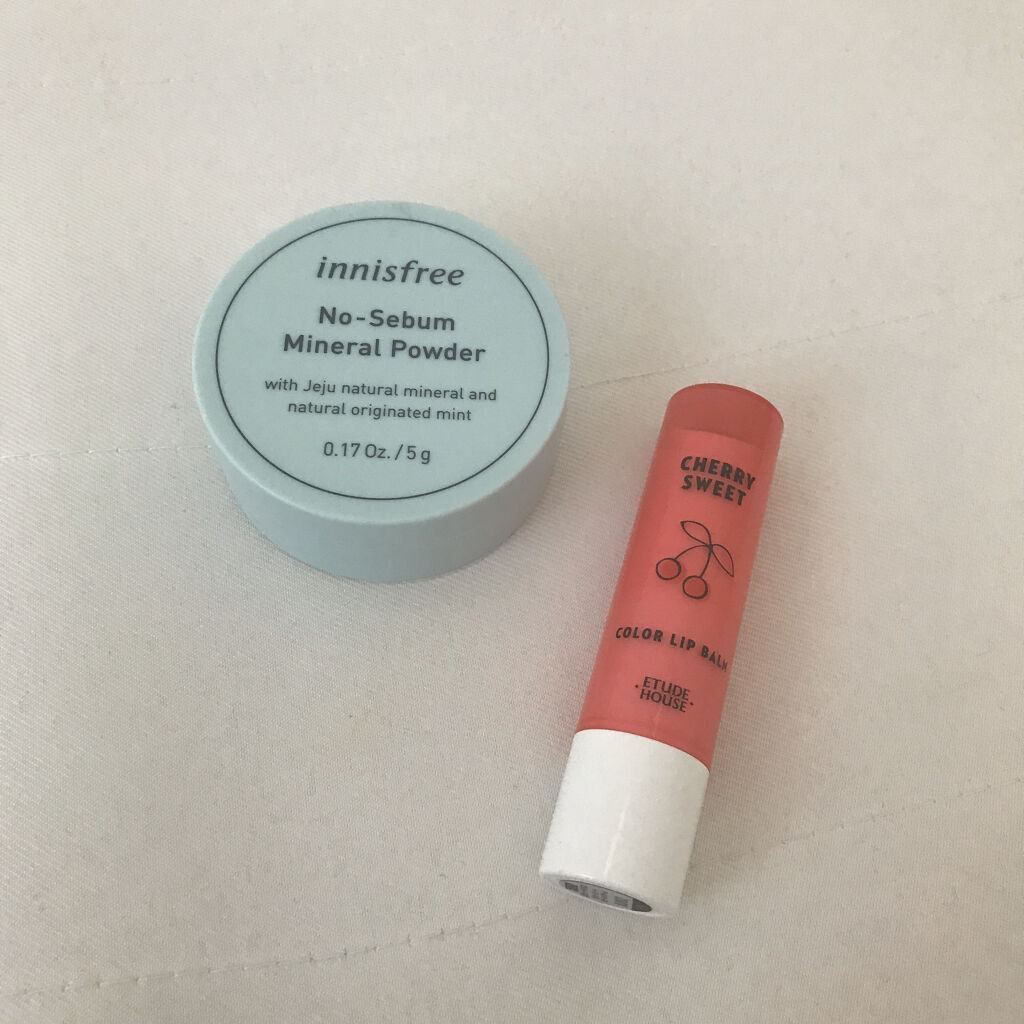 innisfree
No-Sebum
Mineral Powder
with Jeju natural mineral and
natural originated mint
0.17 Oz. / 5 g
CHERRY
SWEET
COLOR LIP BALM
·ETUDE
HOUSE·